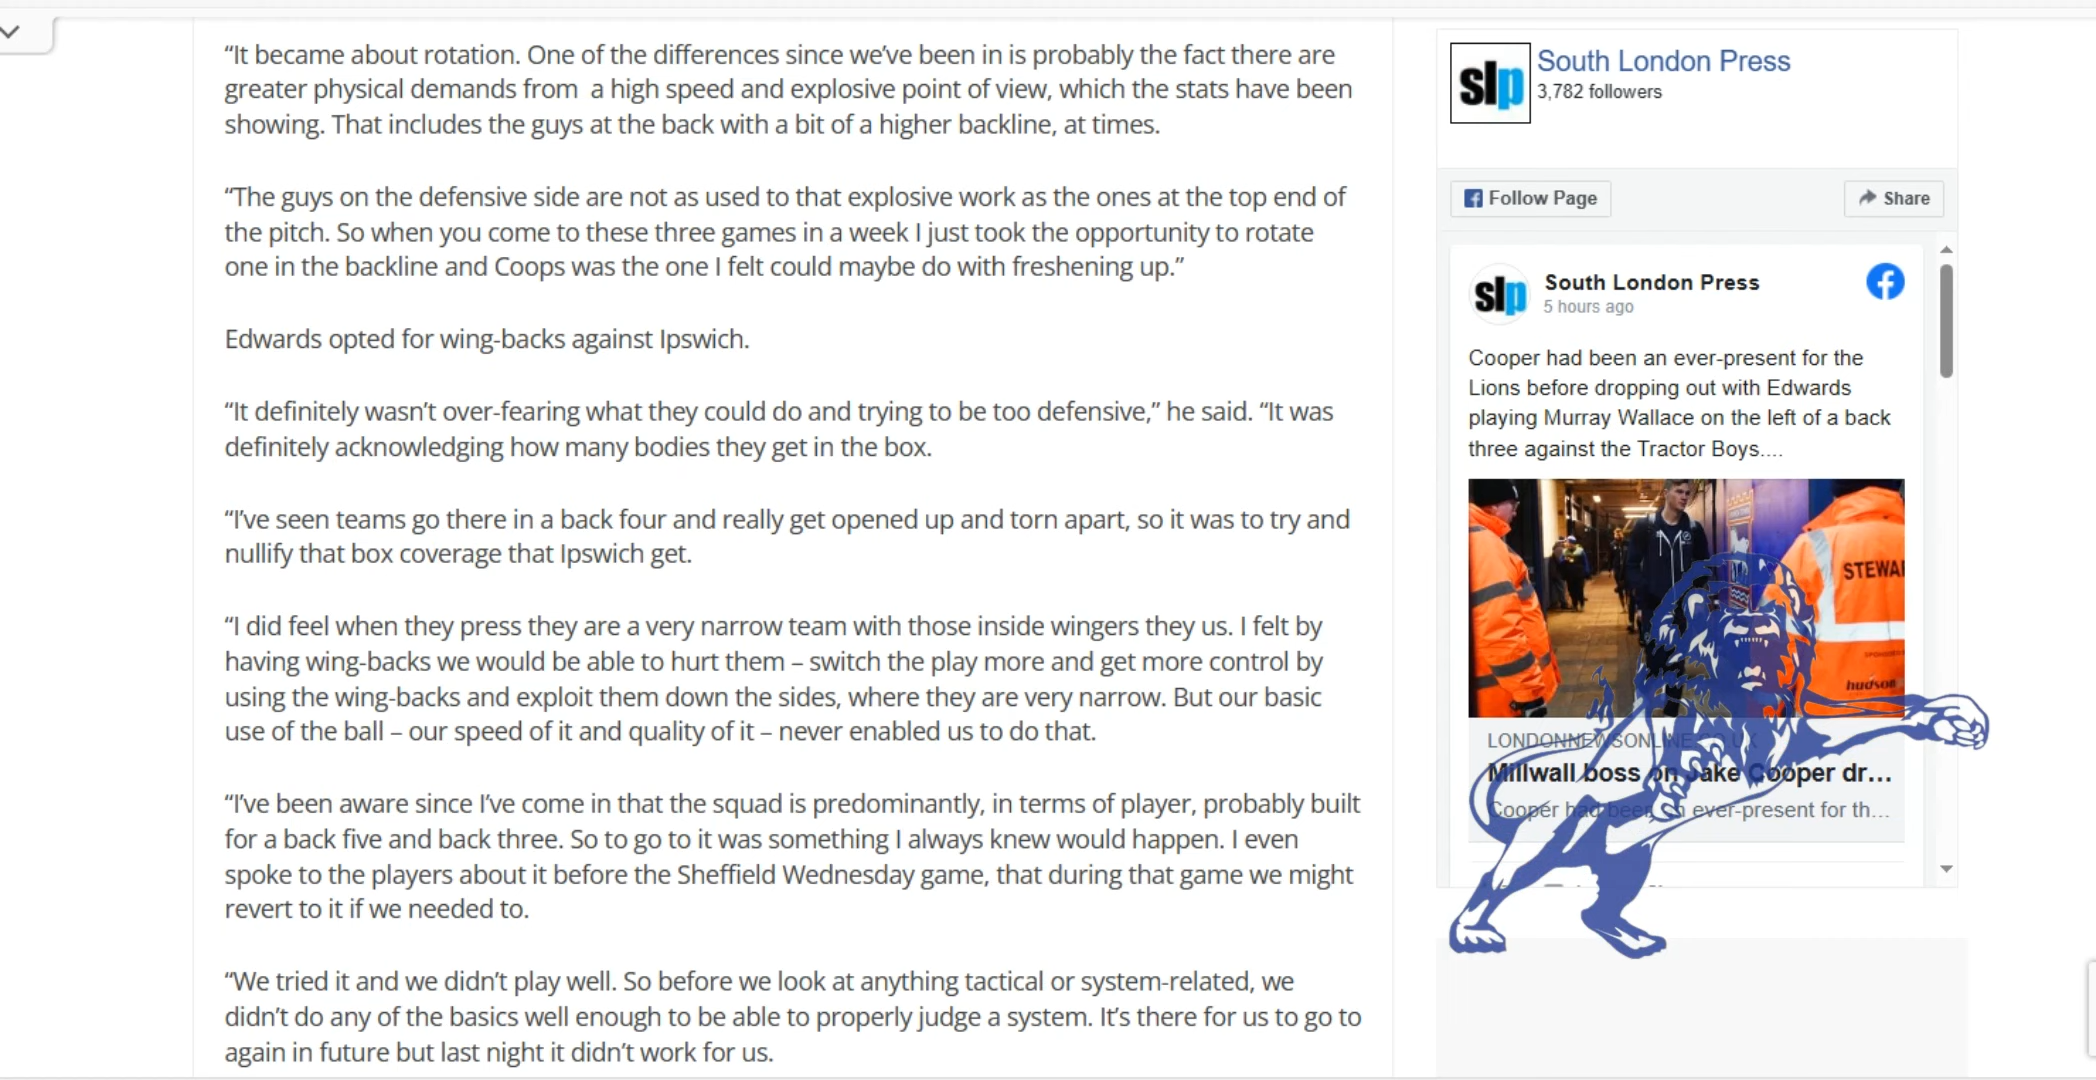 “It became about rotation. One of the differences since we’ve been in is probably the fact there are
greater physical demands from  a high speed and explosive point of view, which the stats have been
showing. That includes the guys at the back with a bit of a higher backline, at times.
“The guys on the defensive side are not as used to that explosive work as the ones at the top end of
the pitch. So when you come to these three games in a week I just took the opportunity to rotate
one in the backline and Coops was the one I felt could maybe do with freshening up.”
Edwards opted for wing-backs against Ipswich.
“It definitely wasn’t over-fearing what they could do and trying to be too defensive,” he said. “It was
definitely acknowledging how many bodies they get in the box.
“I’ve seen teams go there in a back four and really get opened up and torn apart, so it was to try and
nullify that box coverage that Ipswich get.
“I did feel when they press they are a very narrow team with those inside wingers they us. I felt by
having wing-backs we would be able to hurt them – switch the play more and get more control by
using the wing-backs and exploit them down the sides, where they are very narrow. But our basic
use of the ball – our speed of it and quality of it – never enabled us to do that.
“I’ve been aware since I’ve come in that the squad is predominantly, in terms of player, probably built
for a back five and back three. So to go to it was something I always knew would happen. I even
spoke to the players about it before the Sheffield Wednesday game, that during that game we might
revert to it if we needed to.
“We tried it and we didn’t play well. So before we look at anything tactical or system-related, we
didn’t do any of the basics well enough to be able to properly judge a system. It’s there for us to go to
again in future but last night it didn’t work for us.
slp
South London Press
3,782 followers
Follow Page
Share
slp
South London Press
5 hours ago
Cooper had been an ever-present for the
Lions before dropping out with Edwards
playing Murray Wallace on the left of a back
three against the Tractor Boys....
STEWA
hudson
LONDONNEWSONLINE.CO.UK
Millwall boss on Jake Cooper dr...
Cooper had been an ever-present for th...